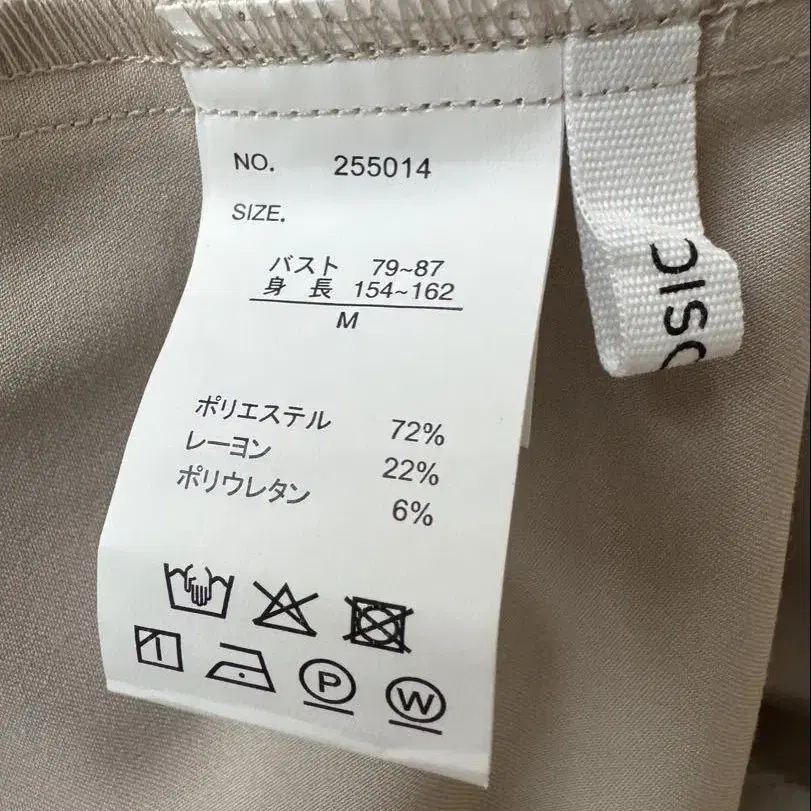 NO. 255014
SIZE.
バスト 79~87
身 長 154~162
M
ポリエステル 72%
レーヨン 22%
ポリウレタン 6%
P W